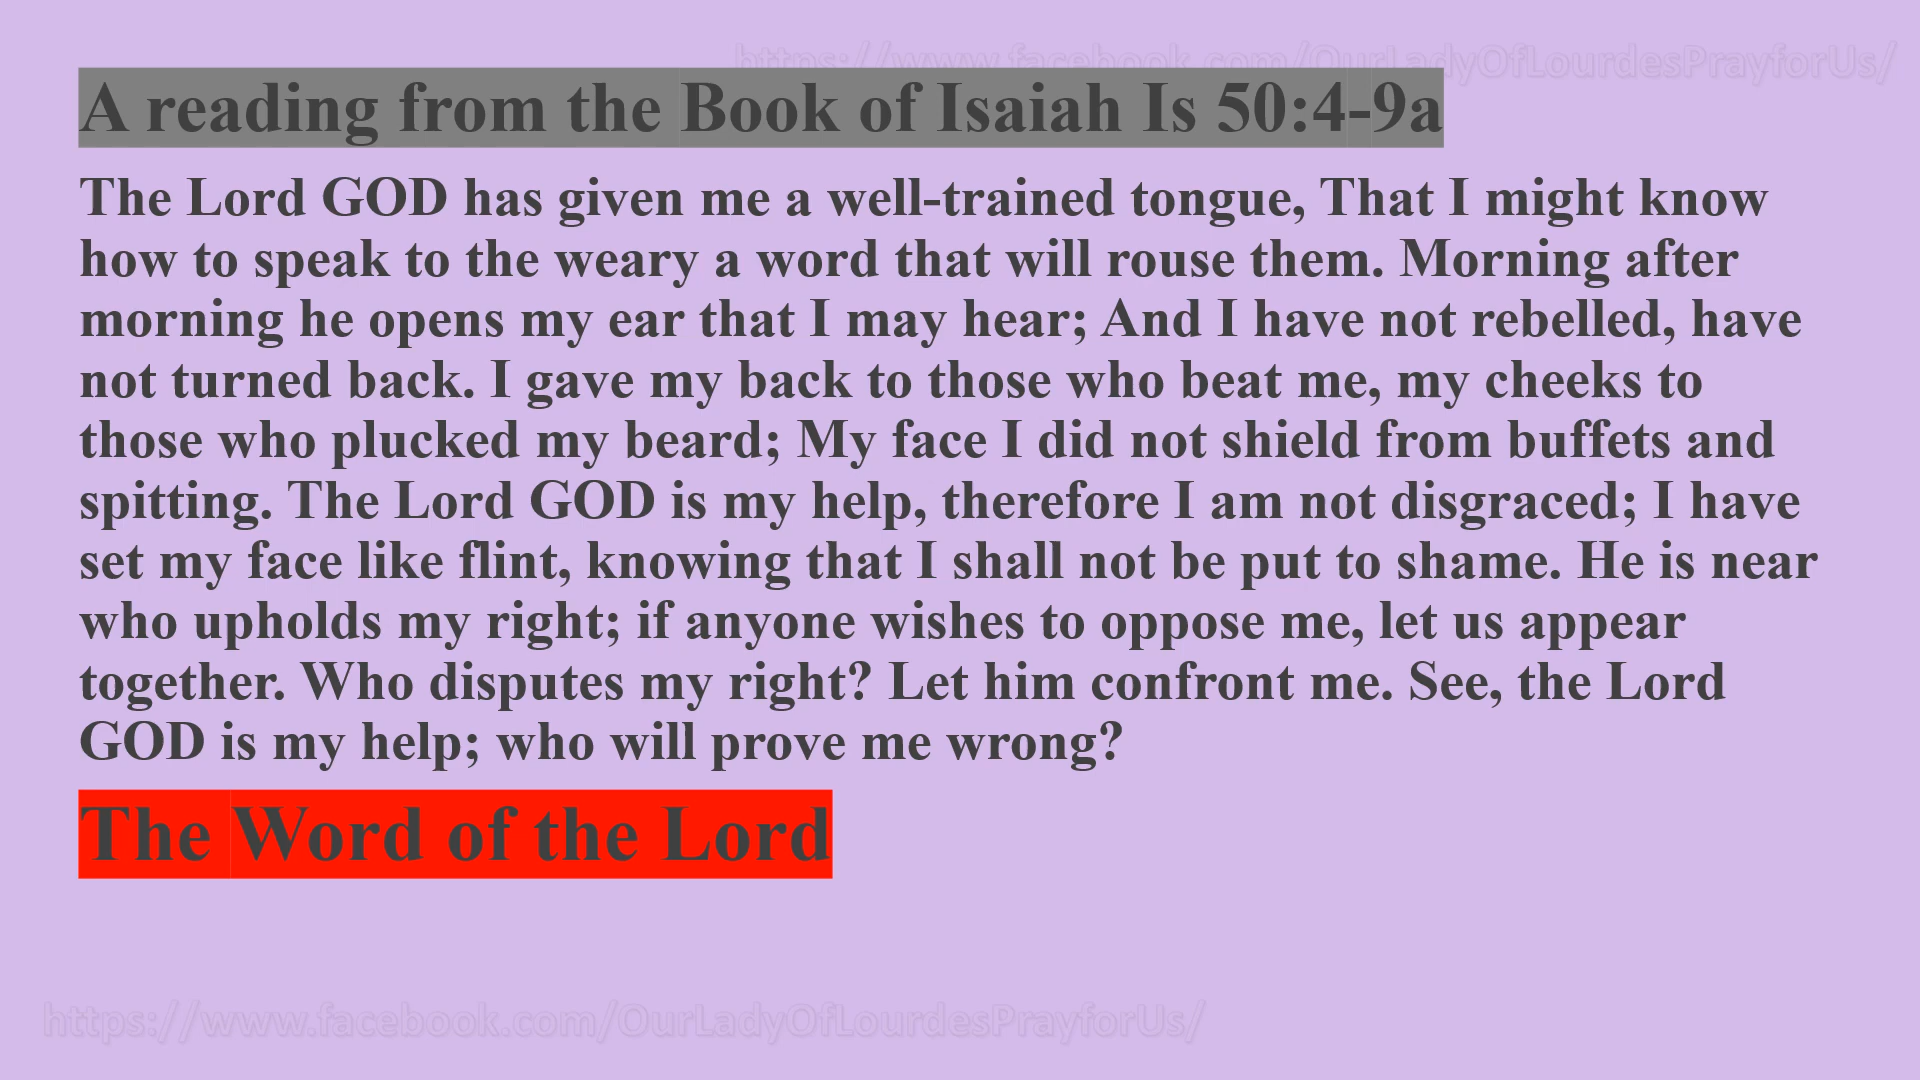 https://www.facebook.com/OurLadyOfLourdesPrayforUs/
A reading from the Book of Isaiah Is 50:4-9a
The Lord GOD has given me a well-trained tongue, That I might know
how to speak to the weary a word that will rouse them. Morning after
morning he opens my ear that I may hear; And I have not rebelled, have
not turned back. I gave my back to those who beat me, my cheeks to
those who plucked my beard; My face I did not shield from buffets and
spitting. The Lord GOD is my help, therefore I am not disgraced; I have
set my face like flint, knowing that I shall not be put to shame. He is near
who upholds my right; if anyone wishes to oppose me, let us appear
together. Who disputes my right? Let him confront me. See, the Lord
GOD is my help; who will prove me wrong?
The Word of the Lord
https://www.facebook.com/OurLadyOfLourdesPrayforUs/